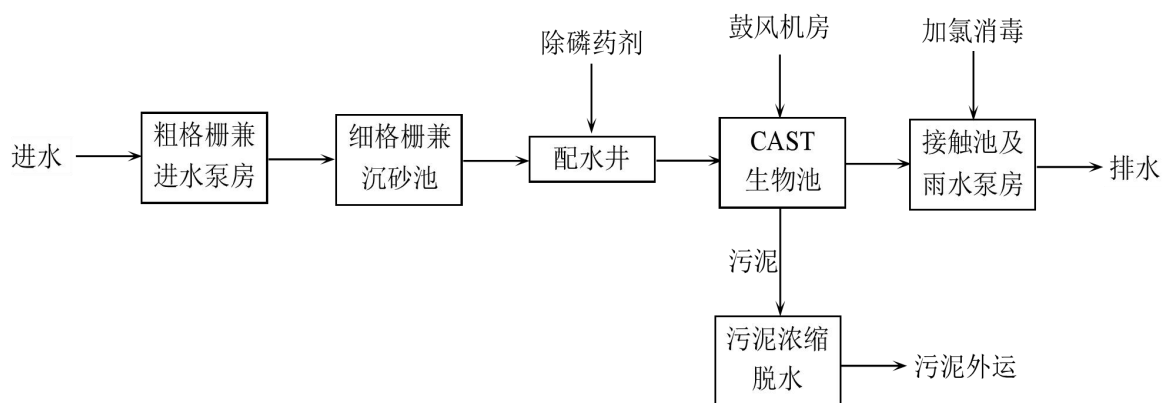 除磷药剂
鼓风机房
加氯消毒
进水
粗格栅兼
进水泵房
细格栅兼
沉砂池
配水井
CAST
生物池
接触池及
雨水泵房
排水
污泥
污泥浓缩
脱水
污泥外运